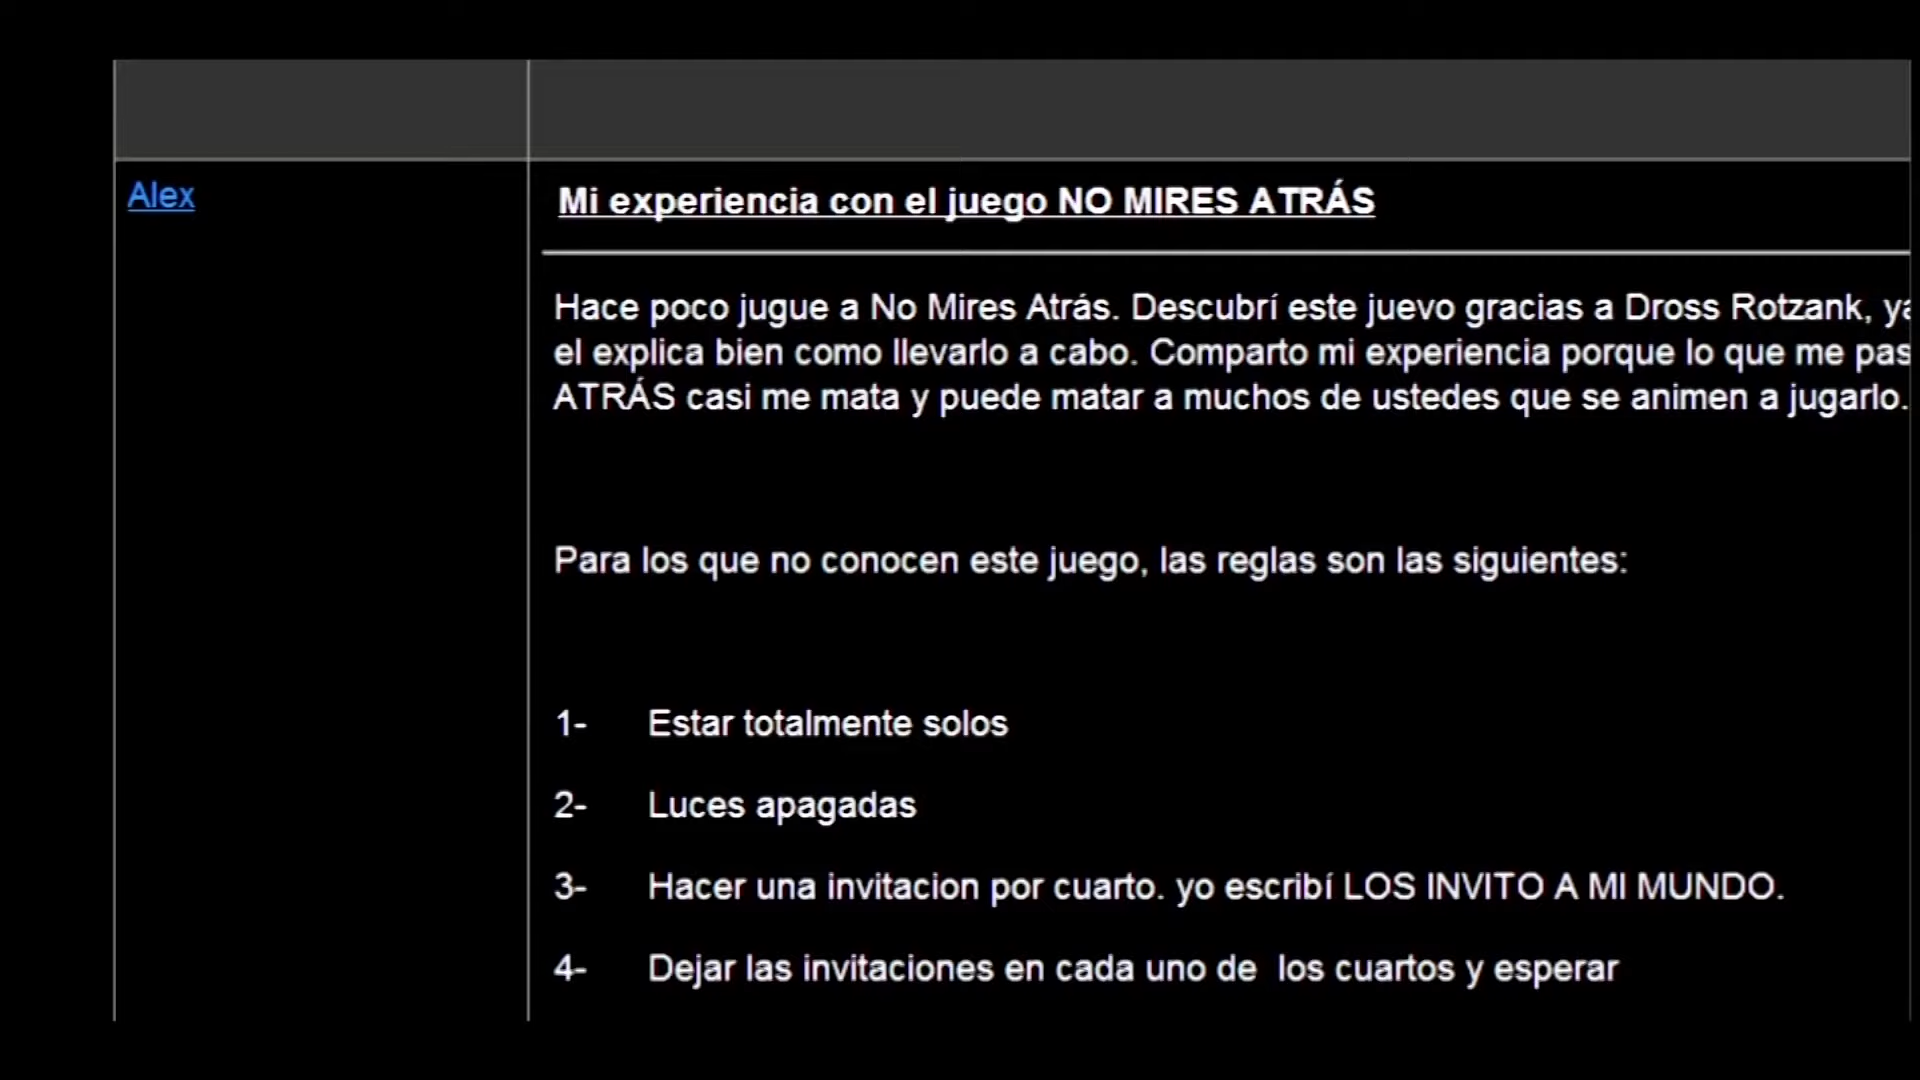 Alex
Mi experiencia con el juego NO MIRES ATRÁS
Hace poco jugue a No Mires Atrás. Descubrí este juevo gracias a Dross Rotzank,
el explica bien como llevarlo a cabo. Comparto mi experiencia porque lo que me
ATRÁS casi me mata y puede matar a muchos de ustedes que se animen a jugarlo.
Para los que no conocen este juego, las reglas son las siguientes:
1- Estar totalmente solos
2- Luces apagadas
3- Hacer una invitacion por cuarto. yo escribí LOS INVITO A MI MUNDO.
4- Dejar las invitaciones en cada uno de los cuartos y esperar